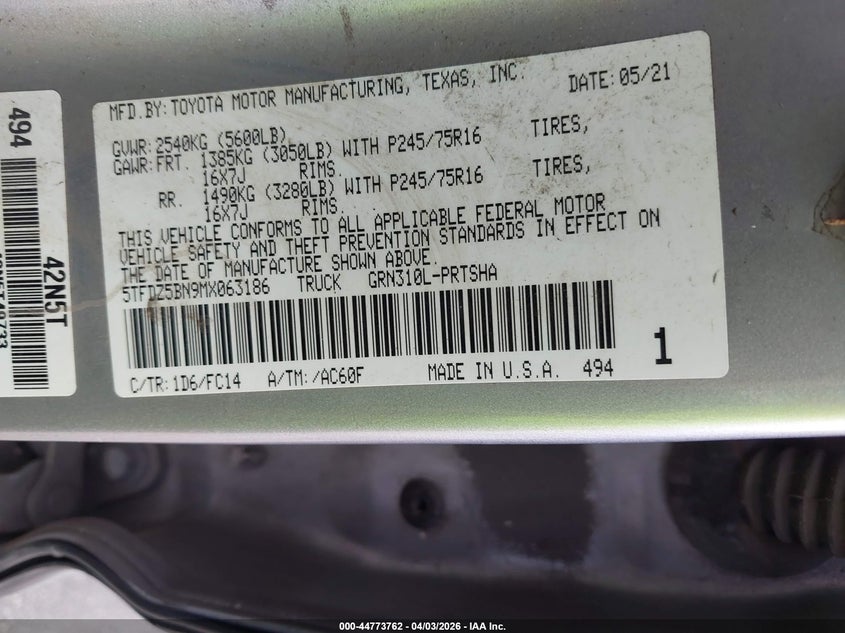 MFD.BY:TOYOTA MOTOR MANUFACTURING, TEXAS, INC. DATE:05/21
GVWR:2540KG (5600LB)
GAWR:FRT. 1385KG (3050LB) WITH P245/75R16 TIRES,
16X7J RIMS.
RR. 1490KG (3280LB) WITH P245/75R16 TIRES,
16X7J RIMS
THIS VEHICLE CONFORMS TO ALL APPLICABLE FEDERAL MOTOR
VEHICLE SAFETY AND THEFT PREVENTION STANDARDS IN EFFECT ON
THE DATE OF MANUFACTURE SHOWN ABOVE.
5TFDZ5BN9MX063186 TRUCK GRN310L-PRTSHA
C/TR:1D6/FC14 A/TM:/AC60F MADE IN U.S.A. 494
1
494
42N5T
000-44773762 - 04/03/2026 - IAA Inc.